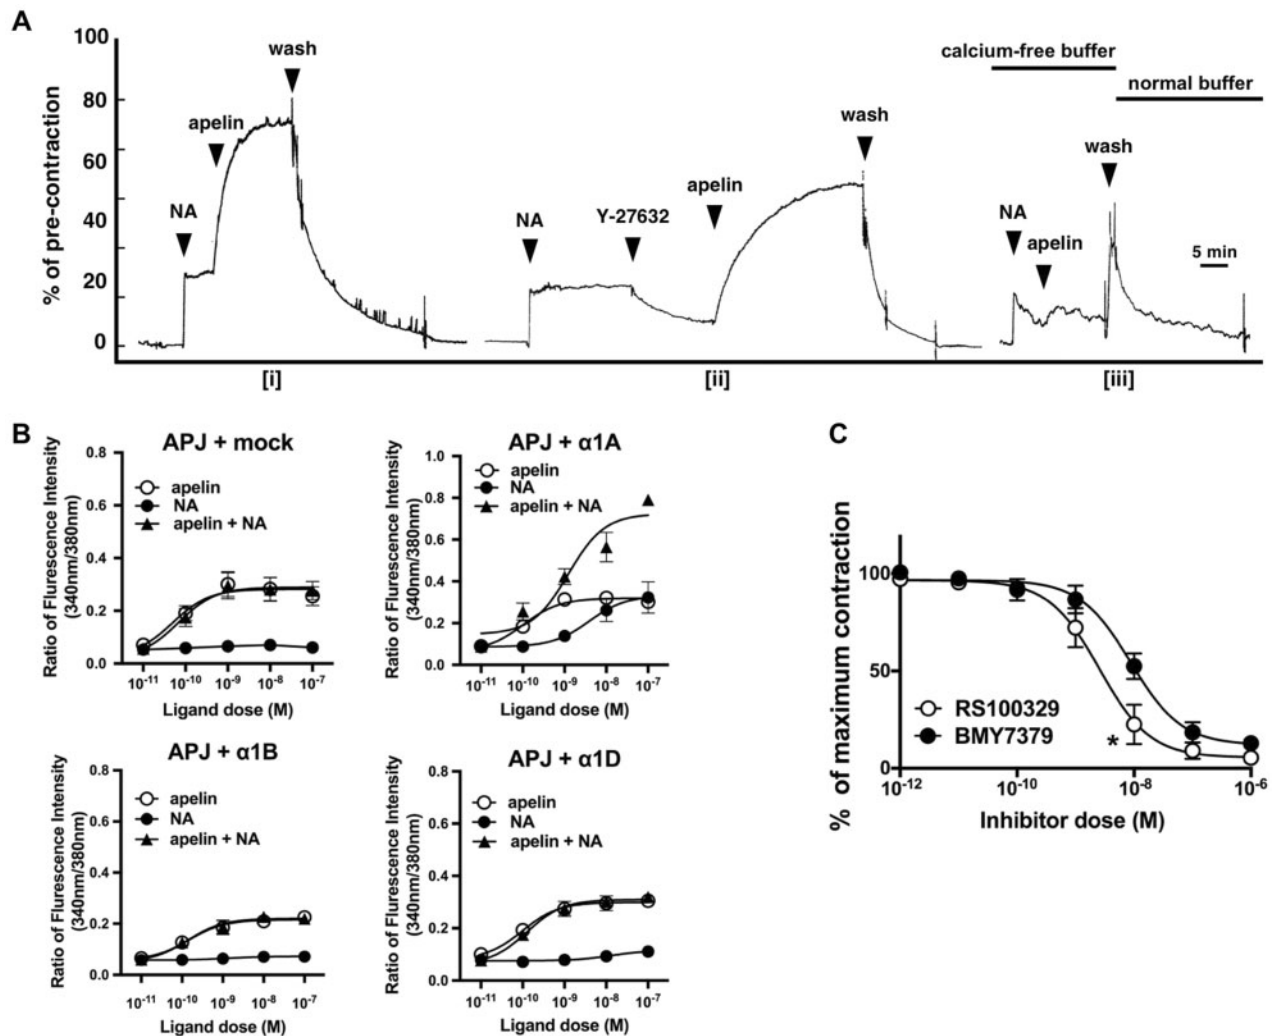 A
% of pre-contraction
100
80
60
40
20
0
NA
apelin
wash
[i]
NA
Y-27632
apelin
wash
[ii]
calcium-free buffer
normal buffer
NA
apelin
wash
5 min
[iii]
B
APJ + mock
Ratio of Flurescence Intensity
(340nm/380nm)
0.8
0.6
0.4
0.2
0.0
apelin
NA
apelin + NA
10-11 10-10 10-9 10-8 10-7
Ligand dose (M)
APJ + α1A
Ratio of Flurescence Intensity
(340nm/380nm)
1.0
0.8
0.6
0.4
0.2
0.0
apelin
NA
apelin + NA
10-11 10-10 10-9 10-8 10-7
Ligand dose (M)
APJ + α1B
Ratio of Flurescence Intensity
(340nm/380nm)
0.8
0.6
0.4
0.2
0.0
apelin
NA
apelin + NA
10-11 10-10 10-9 10-8 10-7
Ligand dose (M)
APJ + α1D
Ratio of Flurescence Intensity
(340nm/380nm)
0.8
0.6
0.4
0.2
0.0
apelin
NA
apelin + NA
10-11 10-10 10-9 10-8 10-7
Ligand dose (M)
C
% of maximum contraction
100
50
0
RS100329
BMY7379
*
10-12 10-10 10-8 10-6
Inhibitor dose (M)